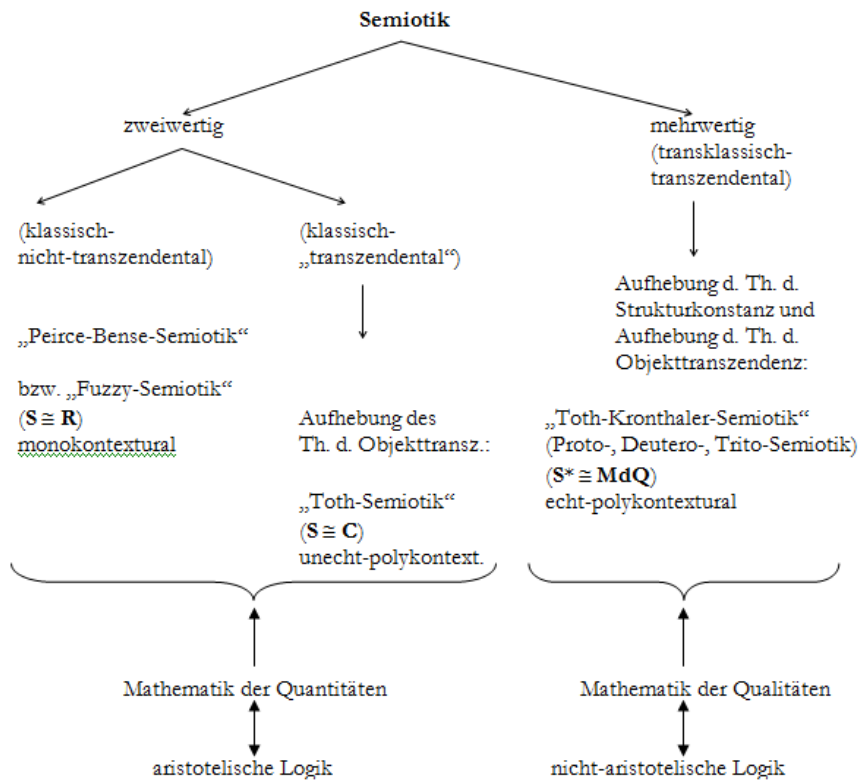 Semiotik
zweiwertig
mehrwertig
(transklassisch-
transzendental)
(klassisch-
nicht-transzendental)
(klassisch-
„transzendental“)
Aufhebung d. Th. d.
Strukturkonstanz und
Aufhebung d. Th. d.
Objekttranszendenz:
„Peirce-Bense-Semiotik“
bzw. „Fuzzy-Semiotik“
(S ≅ R)
monokontextural
Aufhebung des
Th. d. Objekttransz.:
„Toth-Semiotik“
(S ≅ C)
unecht-polykontext.
„Toth-Kronthaler-Semiotik“
(Proto-, Deutero-, Trito-Semiotik)
(S* ≅ MdQ)
echt-polykontextural
Mathematik der Quantitäten
Mathematik der Qualitäten
aristotelische Logik
nicht-aristotelische Logik